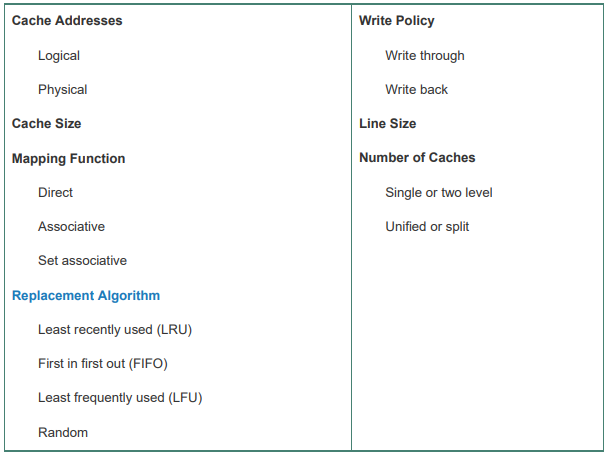 Cache Addresses
Logical
Physical
Cache Size
Mapping Function
Direct
Associative
Set associative
Replacement Algorithm
Least recently used (LRU)
First in first out (FIFO)
Least frequently used (LFU)
Random
Write Policy
Write through
Write back
Line Size
Number of Caches
Single or two level
Unified or split